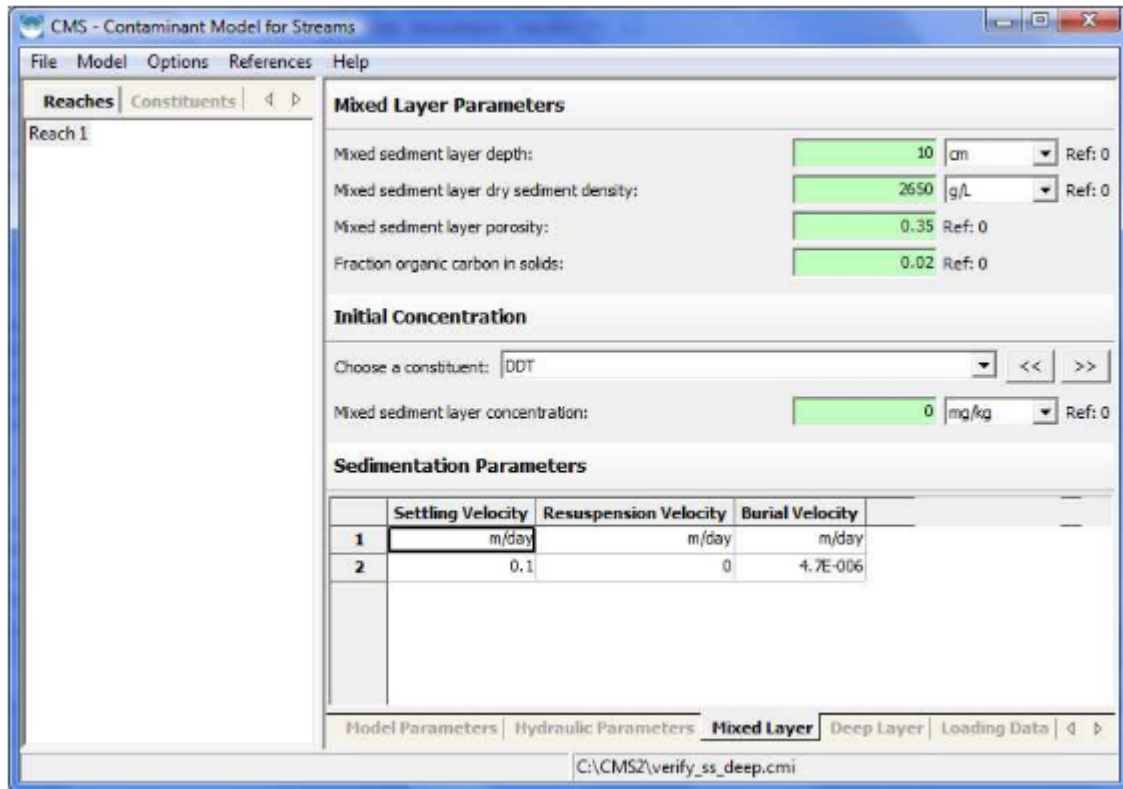 CMS - Contaminant Model for Streams
File Model Options References Help
Reaches Constituents
Reach 1
Mixed Layer Parameters
Mixed sediment layer depth: 10 cm Ref: 0
Mixed sediment layer dry sediment density: 2650 g/L Ref: 0
Mixed sediment layer porosity: 0.35 Ref: 0
Fraction organic carbon in solids: 0.02 Ref: 0
Initial Concentration
Choose a constituent: DDT << >>
Mixed sediment layer concentration: 0 mg/kg Ref: 0
Sedimentation Parameters
Settling Velocity Resuspension Velocity Burial Velocity
1 m/day m/day m/day
2 0.1 0 4.7E-006
Model Parameters Hydraulic Parameters Mixed Layer Deep Layer Loading Data
C:\CMS2\verify_ss_deep.cmi